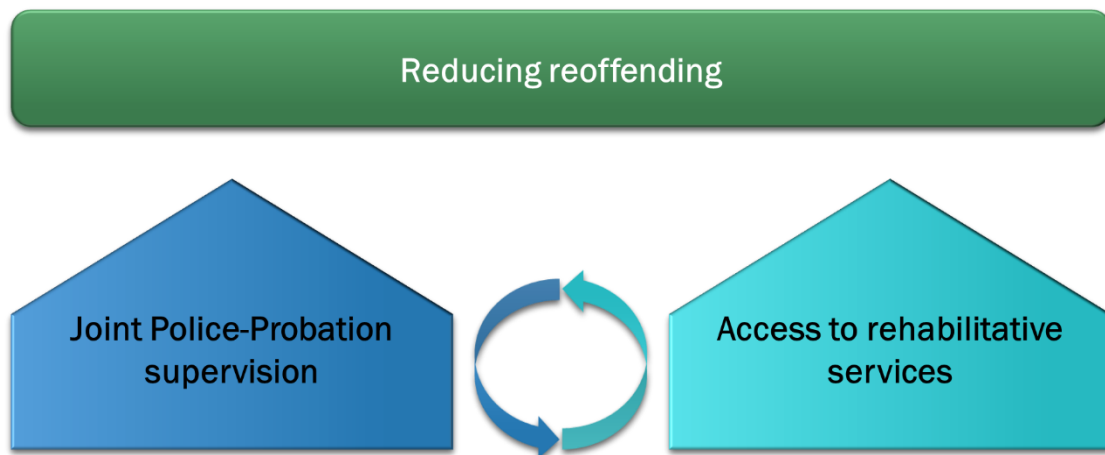 Reducing reoffending
Joint Police-Probation
supervision
Access to rehabilitative
services